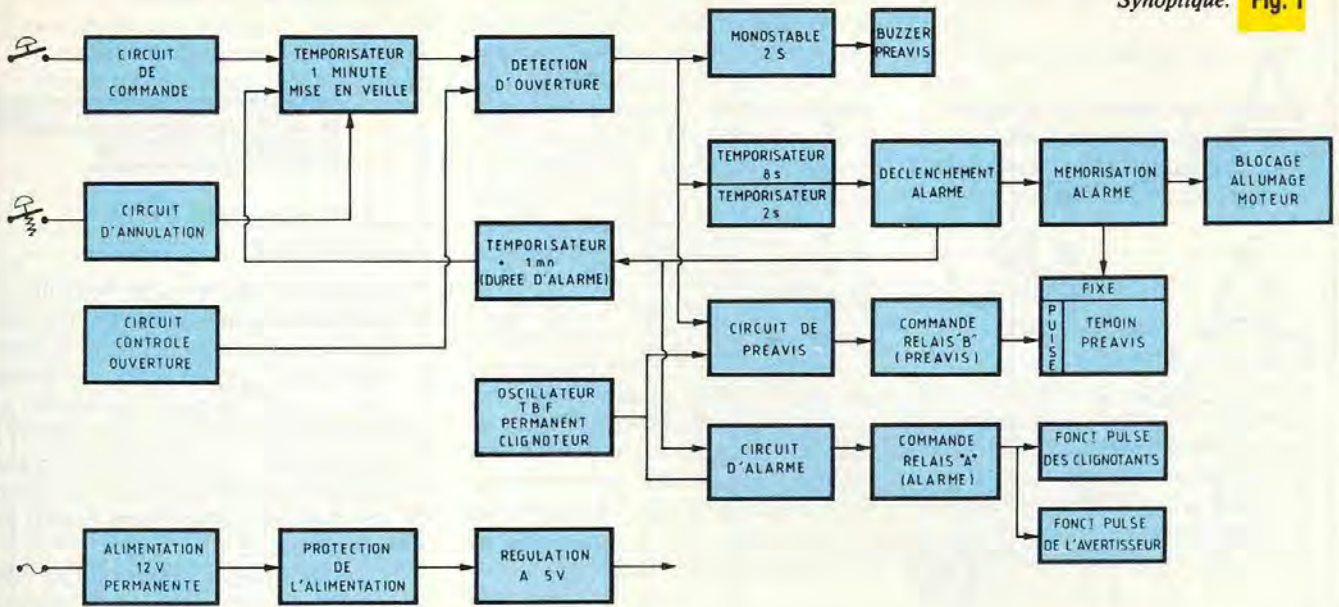 Synoptique. Fig. 1
CIRCUIT
DE
COMMANDE
TEMPORISATEUR
1 MINUTE
MISE EN VEILLE
DETECTION
D'OUVERTURE
MONOSTABLE
2 S
BUZZER
PREAVIS
TEMPORISATEUR
8s
TEMPORISATEUR
2s
DECLENCHEMENT
ALARME
MEMORISATION
ALARME
BLOCAGE
ALLUMAGE
MOTEUR
CIRCUIT
D'ANNULATION
TEMPORISATEUR
• 1mn
(DUREE D'ALARME)
CIRCUIT
CONTROLE
OUVERTURE
CIRCUIT DE
PREAVIS
COMMANDE
RELAIS "B"
(PREAVIS)
FIXE
PULSE
TEMOIN
PREAVIS
OSCILLATEUR
TBF
PERMANENT
CLIGNOTEUR
CIRCUIT
D'ALARME
COMMANDE
RELAIS "A"
(ALARME)
FONCT PULSE
DES CLIGNOTANTS
FONCT PULSE
DE L'AVERTISSEUR
ALIMENTATION
12 V
PERMANENTE
PROTECTION
DE
L'ALIMENTATION
REGULATION
A 5V